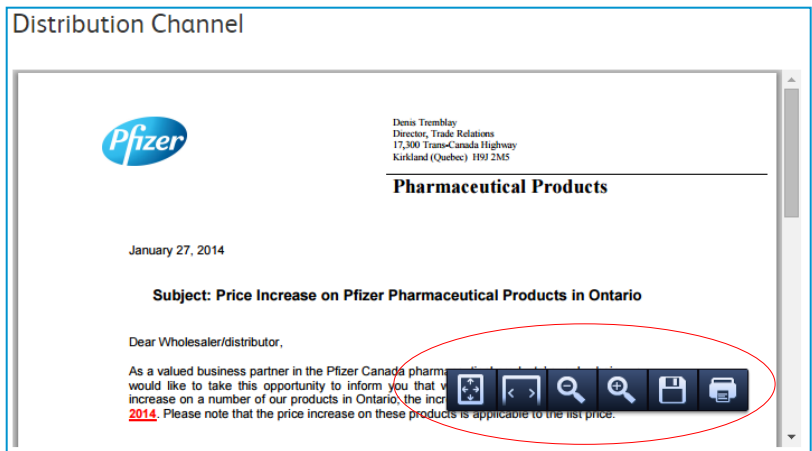 Distribution Channel
Pfizer
Denis Tremblay
Director, Trade Relations
17,300 Trans-Canada Highway
Kirkland (Quebec) H9J 2M5
Pharmaceutical Products
January 27, 2014
Subject: Price Increase on Pfizer Pharmaceutical Products in Ontario
Dear Wholesaler/distributor,
As a valued business partner in the Pfizer Canada
would like to take this opportunity to inform you that
increase on a number of our products in Ontario, the
2014. Please note that the price increase on these products is applicable to the list price.